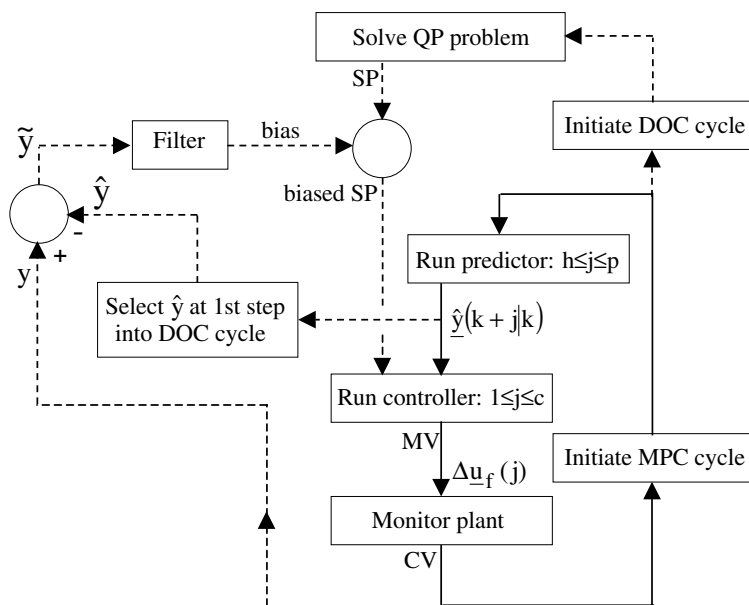 Solve QP problem
SP
ỹ
Filter
bias
Initiate DOC cycle
ŷ
biased SP
-
+
y
Run predictor: h≤j≤p
Select ŷ at 1st step
into DOC cycle
ŷ(k + j|k)
Run controller: 1≤j≤c
MV
Initiate MPC cycle
Δu_f (j)
Monitor plant
CV